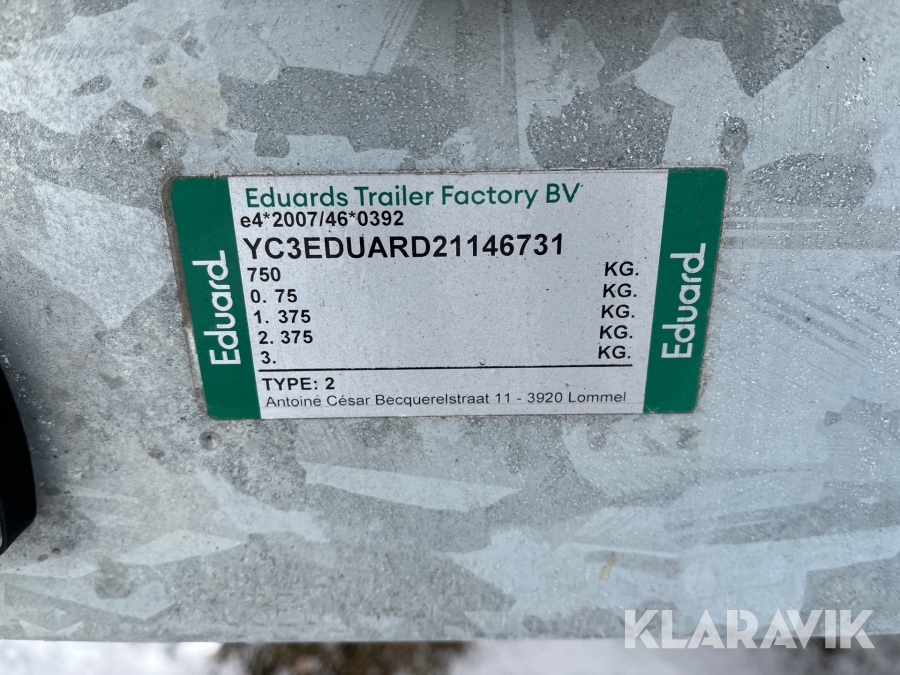 Eduards Trailer Factory BV
e4*2007/46*0392
YC3EDUARD21146731
750 KG.
0. 75 KG.
1. 375 KG.
2. 375 KG.
3. KG.
TYPE: 2
Antoine César Becquerelstraat 11 - 3920 Lommel
Eduard
Eduard
KLARAVIK